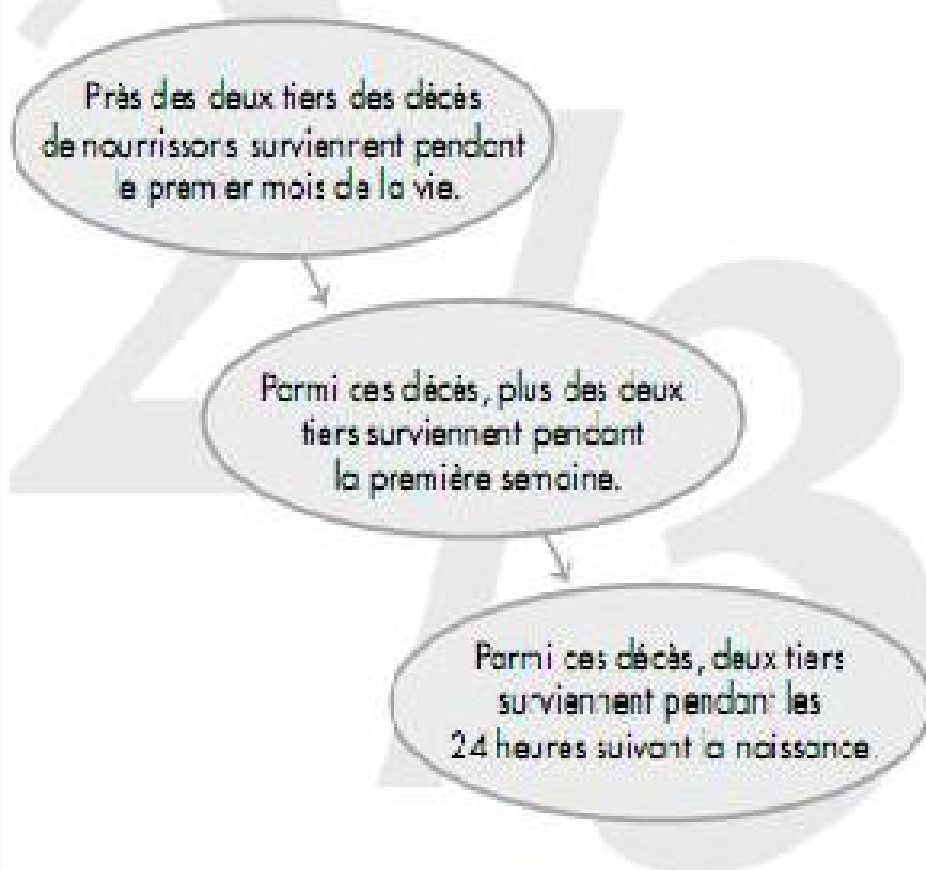 Près des deux tiers des décès
de nourrissons surviennent pendant
le premier mois de la vie.
Parmi ces décès, plus des deux
tiers surviennent pendant
la première semaine.
Parmi ces décès, deux tiers
surviennent pendant les
24 heures suivant la naissance.
2/3